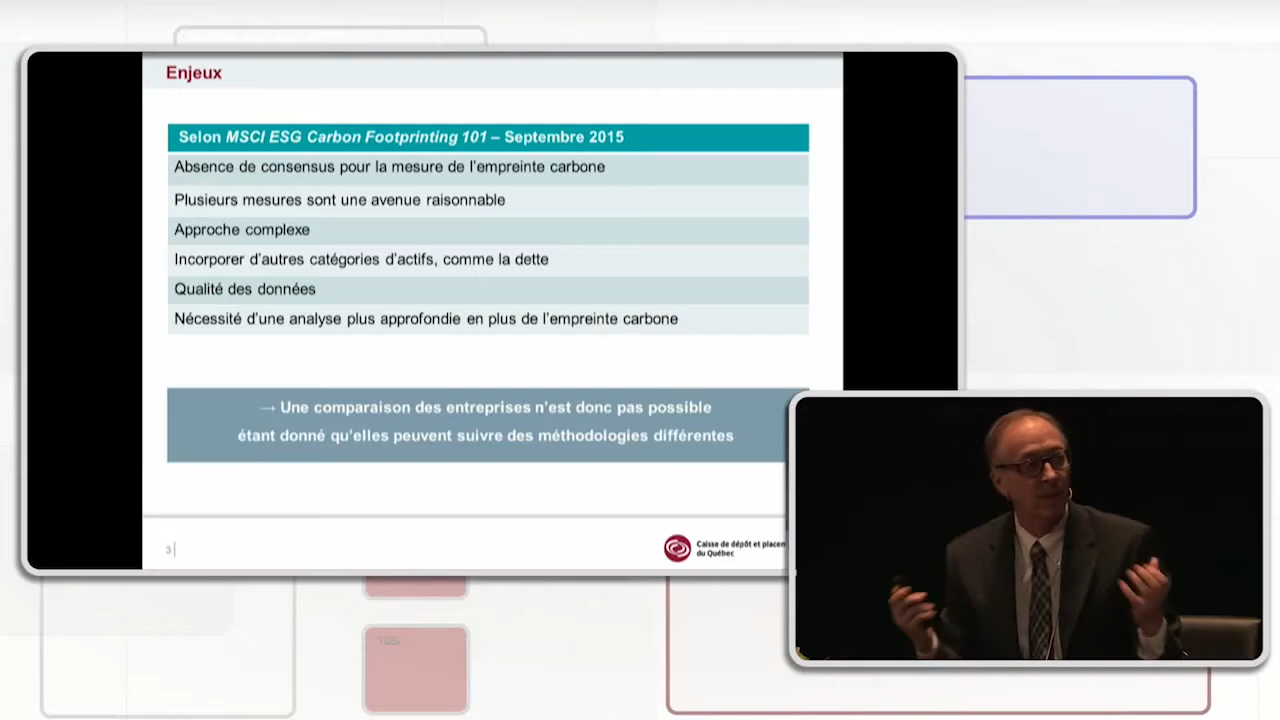 Enjeux
Selon MSCI ESG Carbon Footprinting 101 – Septembre 2015
Absence de consensus pour la mesure de l'empreinte carbone
Plusieurs mesures sont une avenue raisonnable
Approche complexe
Incorporer d'autres catégories d'actifs, comme la dette
Qualité des données
Nécessité d'une analyse plus approfondie en plus de l'empreinte carbone
→ Une comparaison des entreprises n'est donc pas possible
étant donné qu'elles peuvent suivre des méthodologies différentes
3
Caisse de dépôt et
du Québec